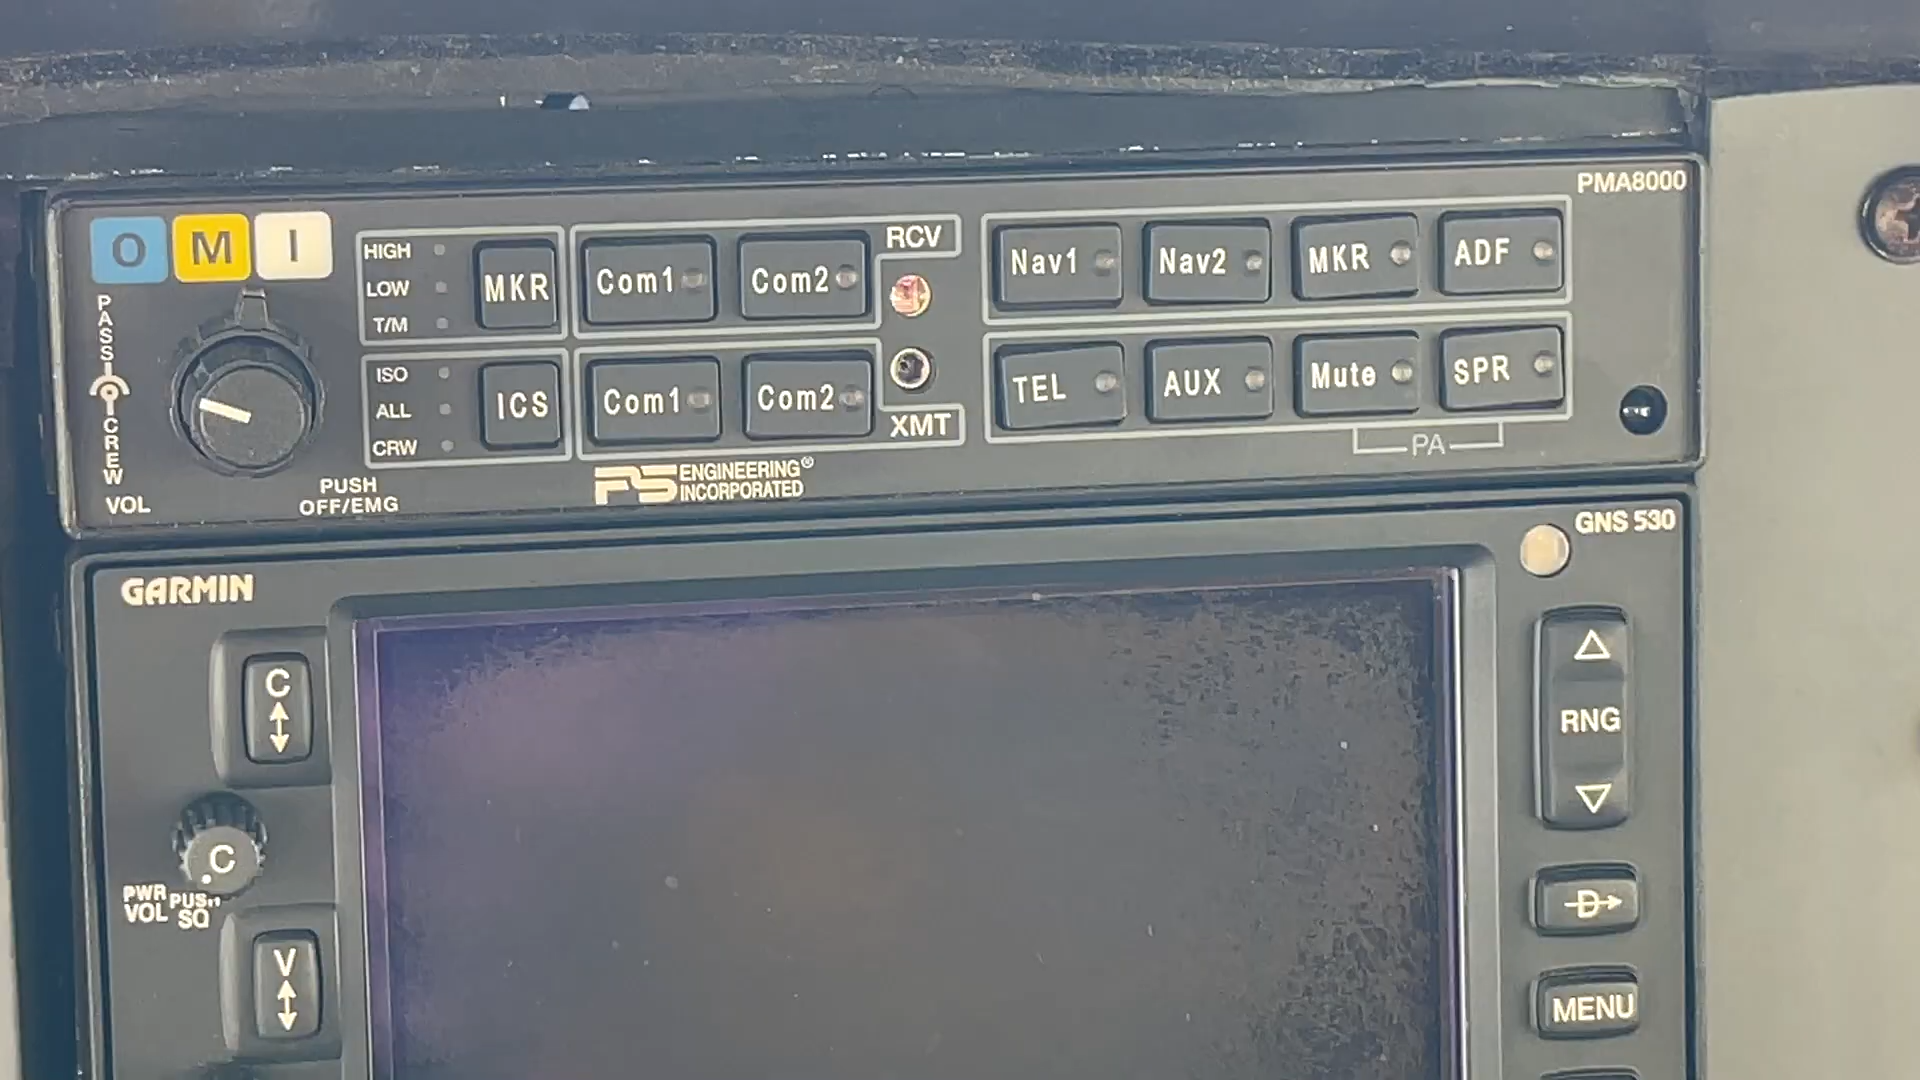 PMA8000
O M I
HIGH
LOW
T/M
MKR
Com1
Com2
RCV
Nav1
Nav2
MKR
ADF
PASS
CREW
VOL
ISO
ALL
CRW
ICS
Com1
Com2
XMT
TEL
AUX
Mute
SPR
PA
PUSH
OFF/EMG
PS ENGINEERING®
INCORPORATED
GNS 530
GARMIN
C
RNG
C
PWR
VOL
PUSH
SQ
D
V
MENU